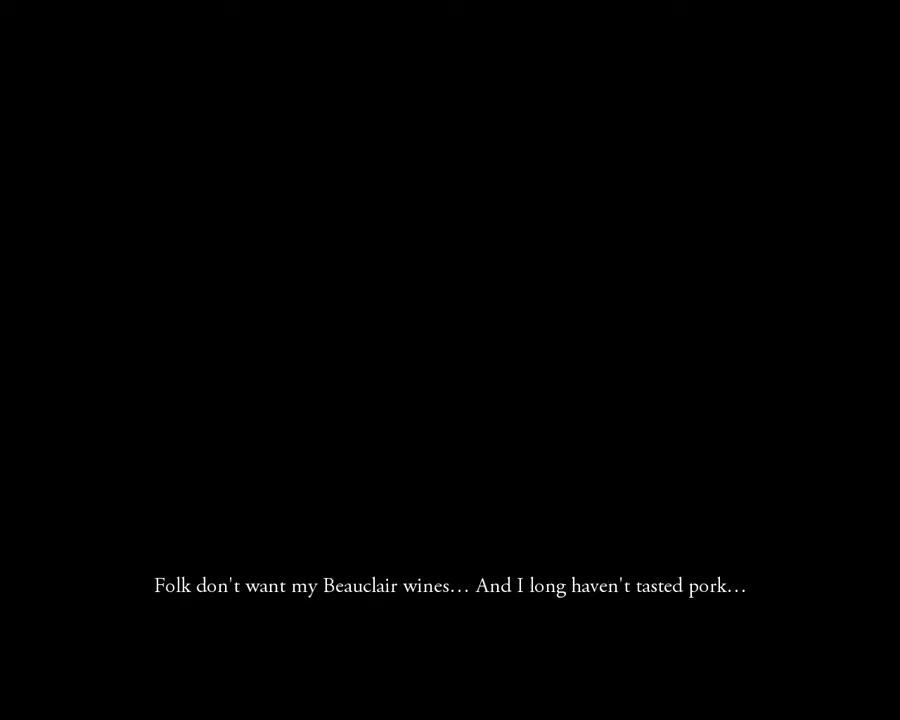 Folk don't want my Beauclair wines… And I long haven't tasted pork…